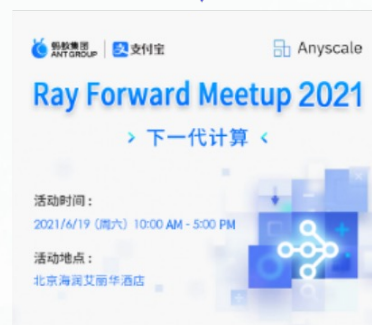 蚂蚁集团
ANT GROUP
支付宝
Anyscale
Ray Forward Meetup 2021
> 下一代计算 <
活动时间：
2021/6/19 (周六) 10:00 AM - 5:00 PM
活动地点：
北京海润艾丽华酒店